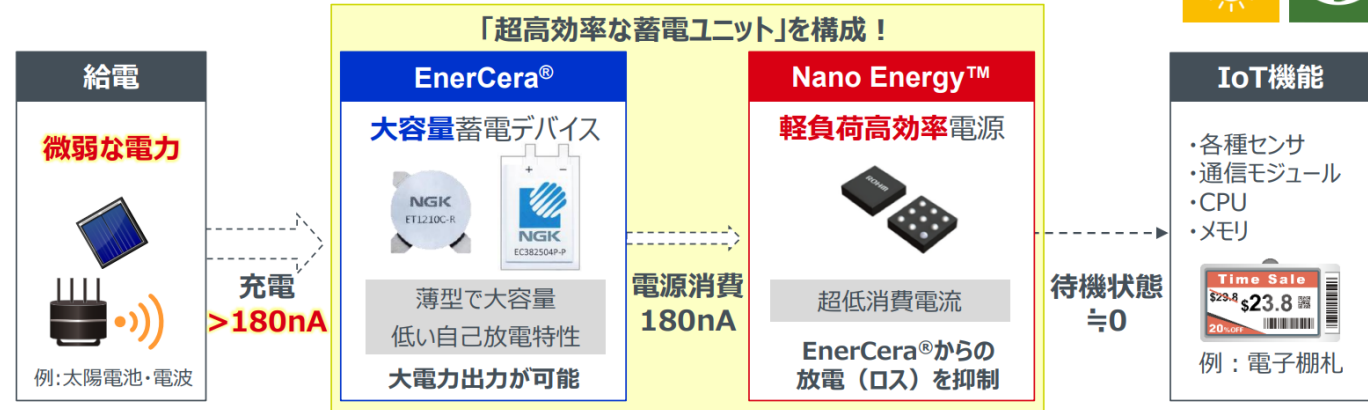 「超高効率な蓄電ユニット」を構成！
給電
微弱な電力
例:太陽電池・電波
充電
>180nA
EnerCera®
大容量蓄電デバイス
NGK
ET1210C-R
+ −
NGK
EC382504P-P
薄型で大容量
低い自己放電特性
大電力出力が可能
電源消費
180nA
Nano Energy™
軽負荷高効率電源
ROHM
超低消費電流
EnerCera®からの
放電（ロス）を抑制
待機状態
≒0
IoT機能
・各種センサ
・通信モジュール
・CPU
・メモリ
Time Sale
$29.8 $23.8
20%OFF
例：電子棚札